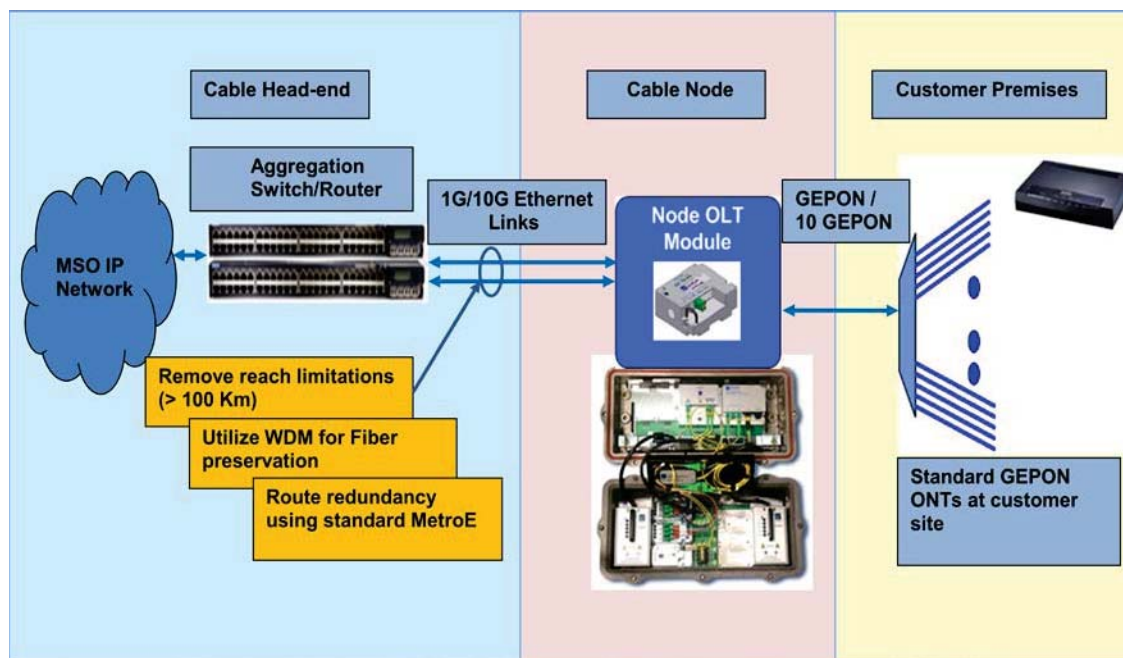 Cable Head-end
Cable Node
Customer Premises
Aggregation
Switch/Router
1G/10G Ethernet
Links
Node OLT
Module
GEPON /
10 GEPON
MSO IP
Network
Remove reach limitations
(> 100 Km)
Utilize WDM for Fiber
preservation
Route redundancy
using standard MetroE
Standard GEPON
ONTs at customer
site